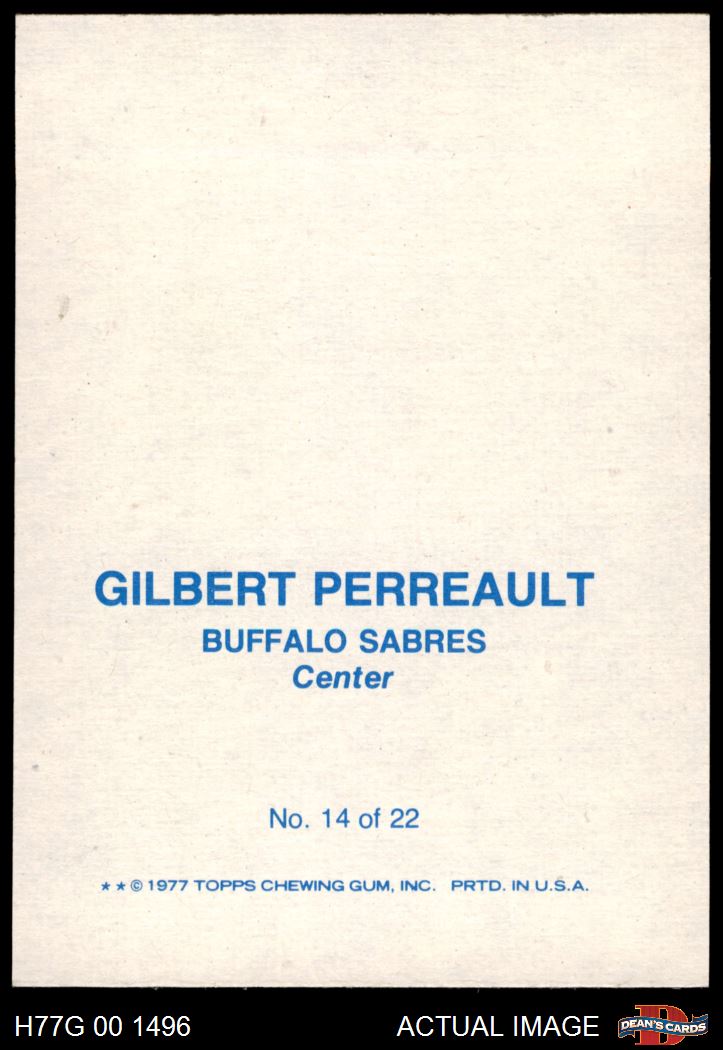 GILBERT PERREAULT
BUFFALO SABRES
Center
No. 14 of 22
★ ★ © 1977 TOPPS CHEWING GUM, INC. PRTD. IN U.S.A.
H77G 00 1496
ACTUAL IMAGE
D
DEAN'S CARDS